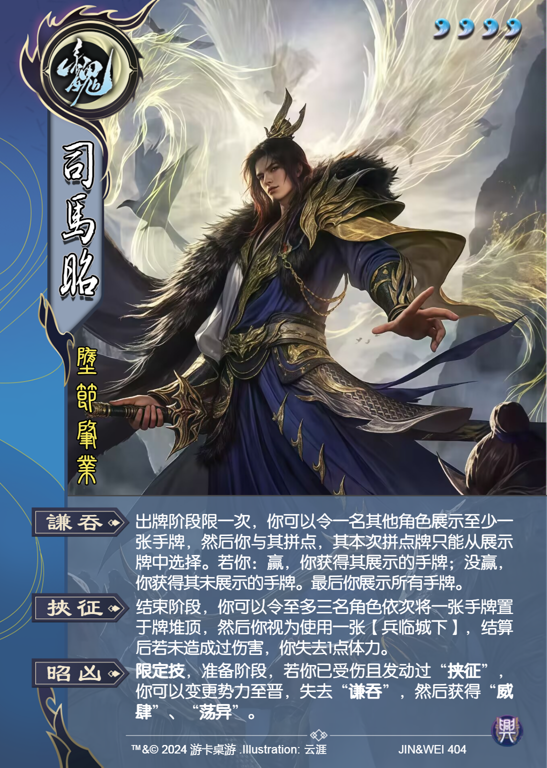 魏
司馬昭
墮節肇業
謙吞
出牌阶段限一次，你可以令一名其他角色展示至少一
张手牌，然后你与其拼点，其本次拼点牌只能从展示
牌中选择。若你：赢，你获得其展示的手牌；没赢，
你获得其未展示的手牌。最后你展示所有手牌。
挾征
结束阶段，你可以令至多三名角色依次将一张手牌置
于牌堆顶，然后你视为使用一张【兵临城下】，结算
后若未造成过伤害，你失去1点体力。
昭凶
限定技，准备阶段，若你已受伤且发动过“挟征”，
你可以变更势力至晋，失去“谦吞”，然后获得“威
肆”、“荡异”。
興
™&© 2024 游卡桌游 .Illustration: 云涯
JIN&WEI 404